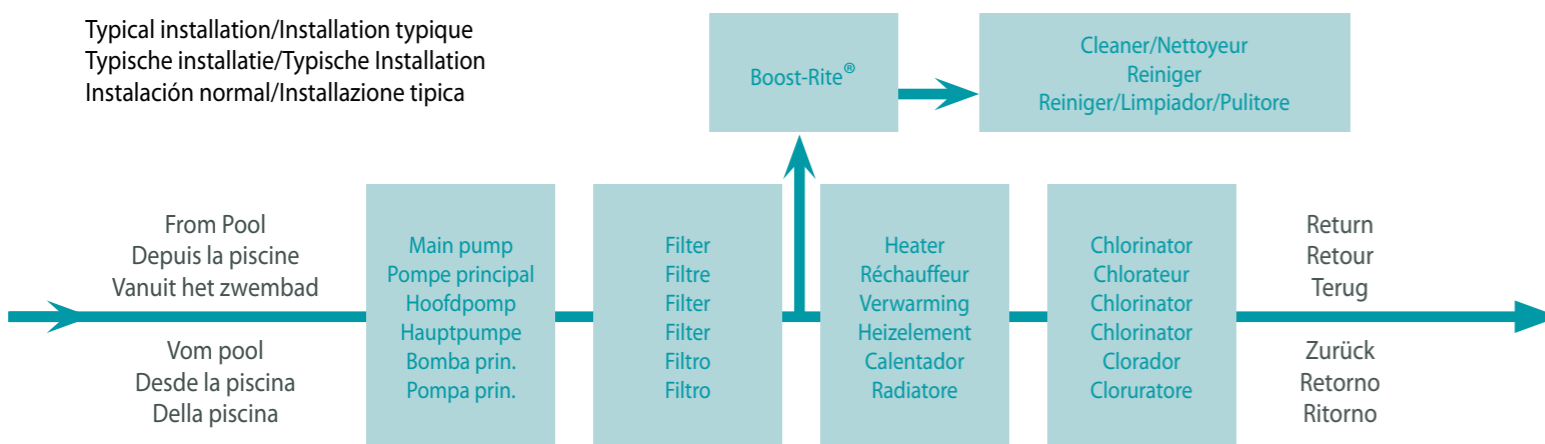 Typical installation/Installation typique
Typische installatie/Typische Installation
Instalación normal/Installazione tipica
Boost-Rite®
Cleaner/Nettoyeur
Reiniger
Reiniger/Limpiador/Pulitore
From Pool
Depuis la piscine
Vanuit het zwembad
Vom pool
Desde la piscina
Della piscina
Main pump
Pompe principal
Hoofdpomp
Hauptpumpe
Bomba prin.
Pompa prin.
Filter
Filtre
Filter
Filter
Filtro
Filtro
Heater
Réchauffeur
Verwarming
Heizelement
Calentador
Radiatore
Chlorinator
Chlorateur
Chlorinator
Chlorinator
Clorador
Cloruratore
Return
Retour
Terug
Zurück
Retorno
Ritorno